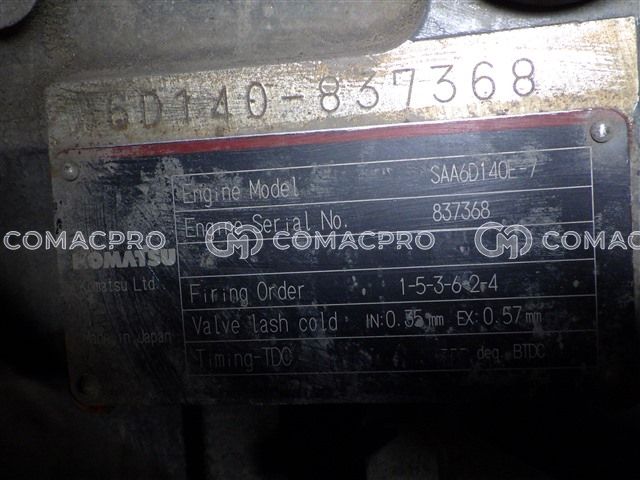 6D140-837368
Engine Model SAA6D140E-7
Engine Serial No. 837368
COMACPRO COMACPRO COMACPRO
KOMATSU
Komatsu Ltd.
Firing Order 1-5-3-6-2-4
Valve lash cold IN:0.35 mm EX:0.57 mm
Made in Japan
Timing-TDC deg. BTDC